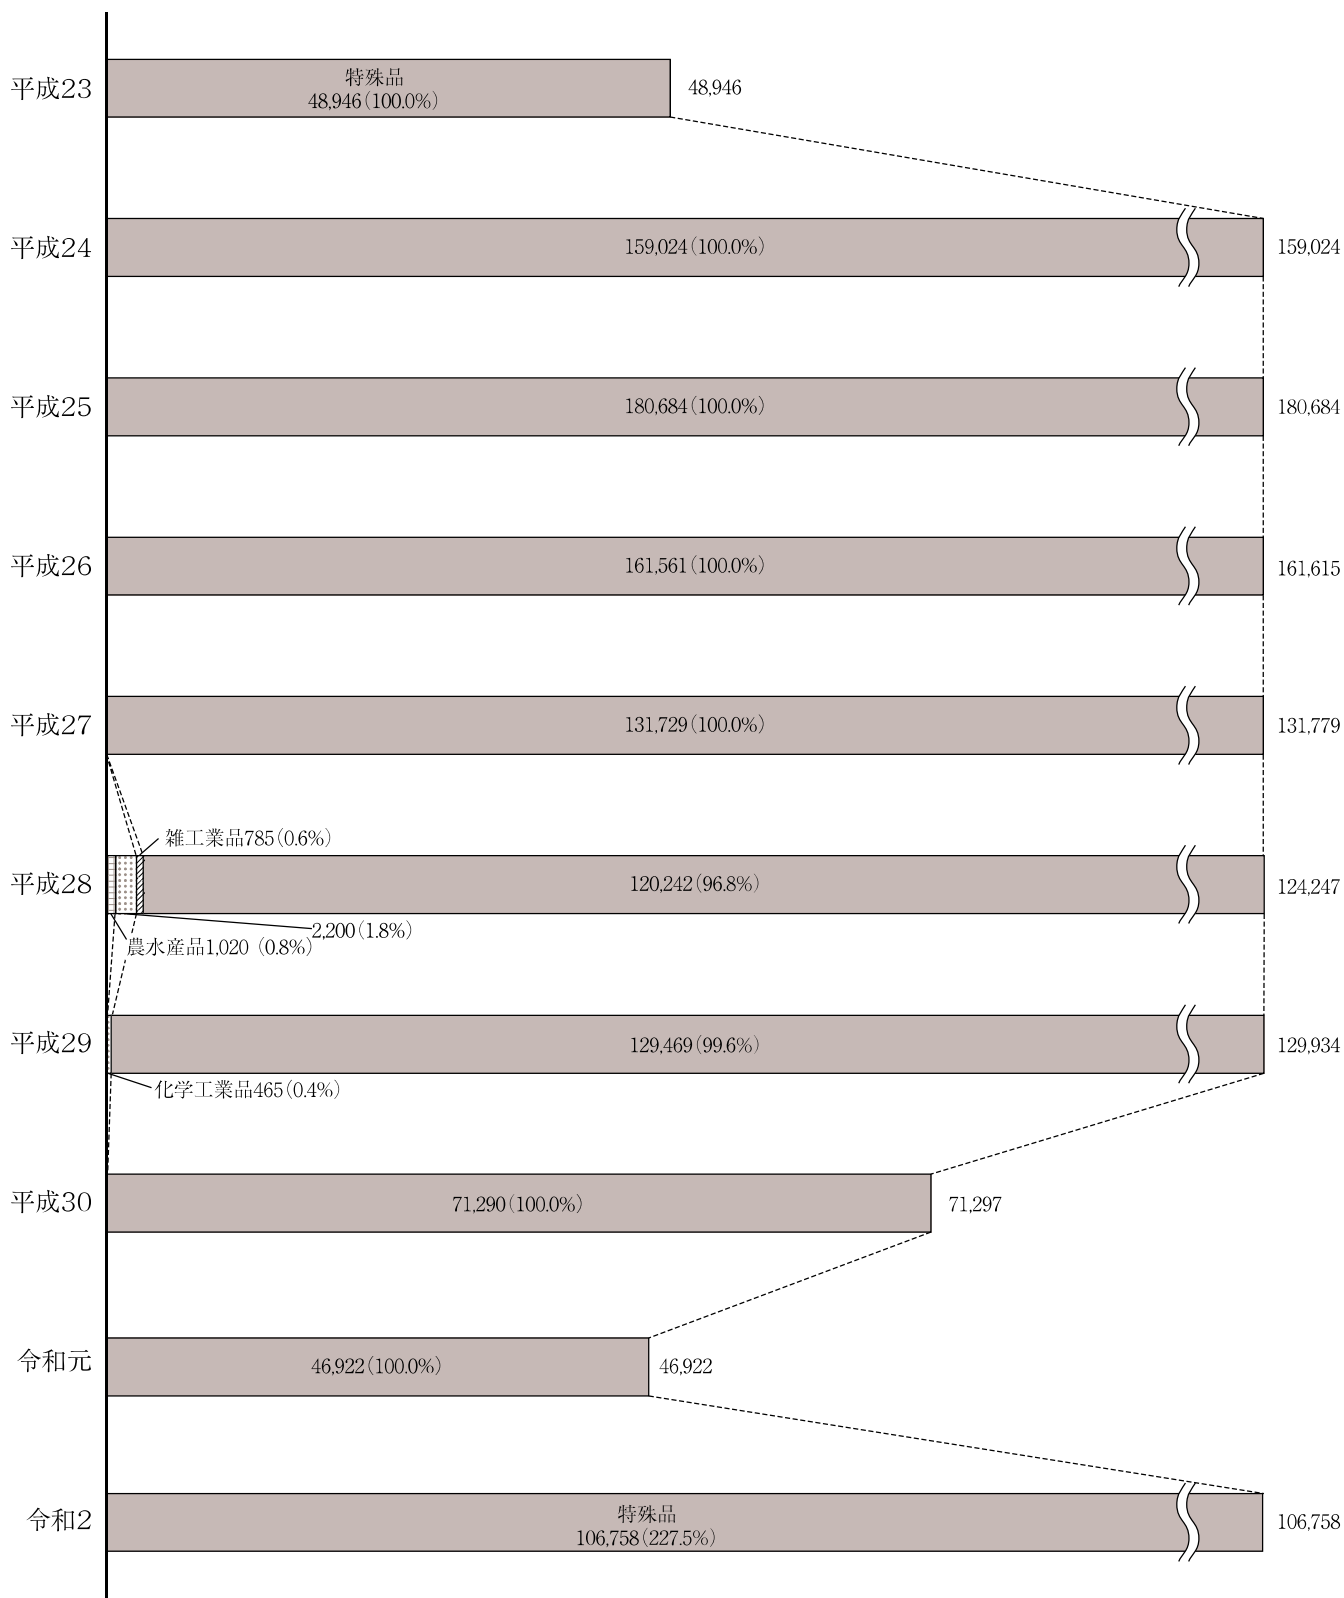 平成23
特殊品
48,946(100.0%)
48,946
平成24
159,024(100.0%)
159,024
平成25
180,684(100.0%)
180,684
平成26
161,561(100.0%)
161,615
平成27
131,729(100.0%)
131,779
雑工業品785(0.6%)
平成28
120,242(96.8%)
124,247
2,200(1.8%)
農水産品1,020 (0.8%)
平成29
129,469(99.6%)
129,934
化学工業品465(0.4%)
平成30
71,290(100.0%)
71,297
令和元
46,922(100.0%)
46,922
令和2
特殊品
106,758(227.5%)
106,758